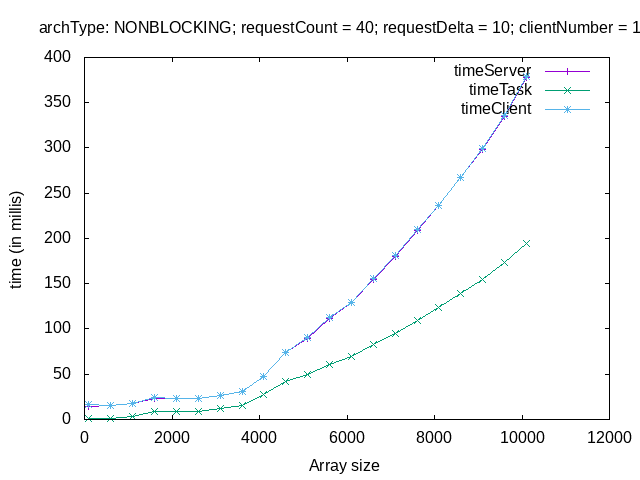 archType: NONBLOCKING; requestCount = 40; requestDelta = 10; clientNumber = 1
400
350
300
250
200
150
100
50
0
time (in millis)
timeServer
timeTask
timeClient
0 2000 4000 6000 8000 10000 12000
Array size